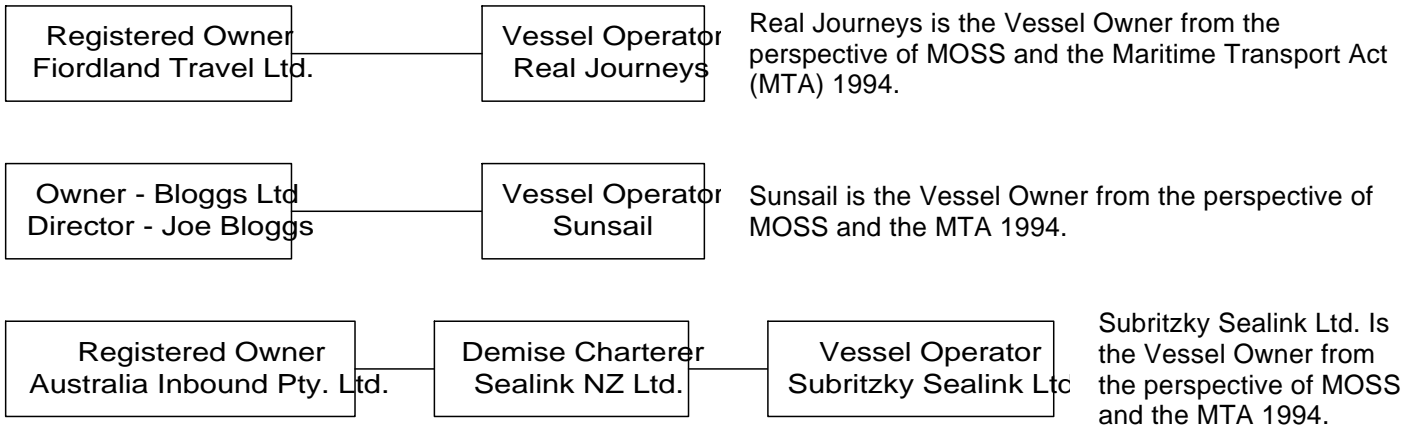 Registered Owner
Fiordland Travel Ltd.
Vessel Operator
Real Journeys
Real Journeys is the Vessel Owner from the
perspective of MOSS and the Maritime Transport Act
(MTA) 1994.
Owner - Bloggs Ltd
Director - Joe Bloggs
Vessel Operator
Sunsail
Sunsail is the Vessel Owner from the perspective of
MOSS and the MTA 1994.
Registered Owner
Australia Inbound Pty. Ltd.
Demise Charterer
Sealink NZ Ltd.
Vessel Operator
Subritzky Sealink Ltd
Subritzky Sealink Ltd. Is
the Vessel Owner from
the perspective of MOSS
and the MTA 1994.